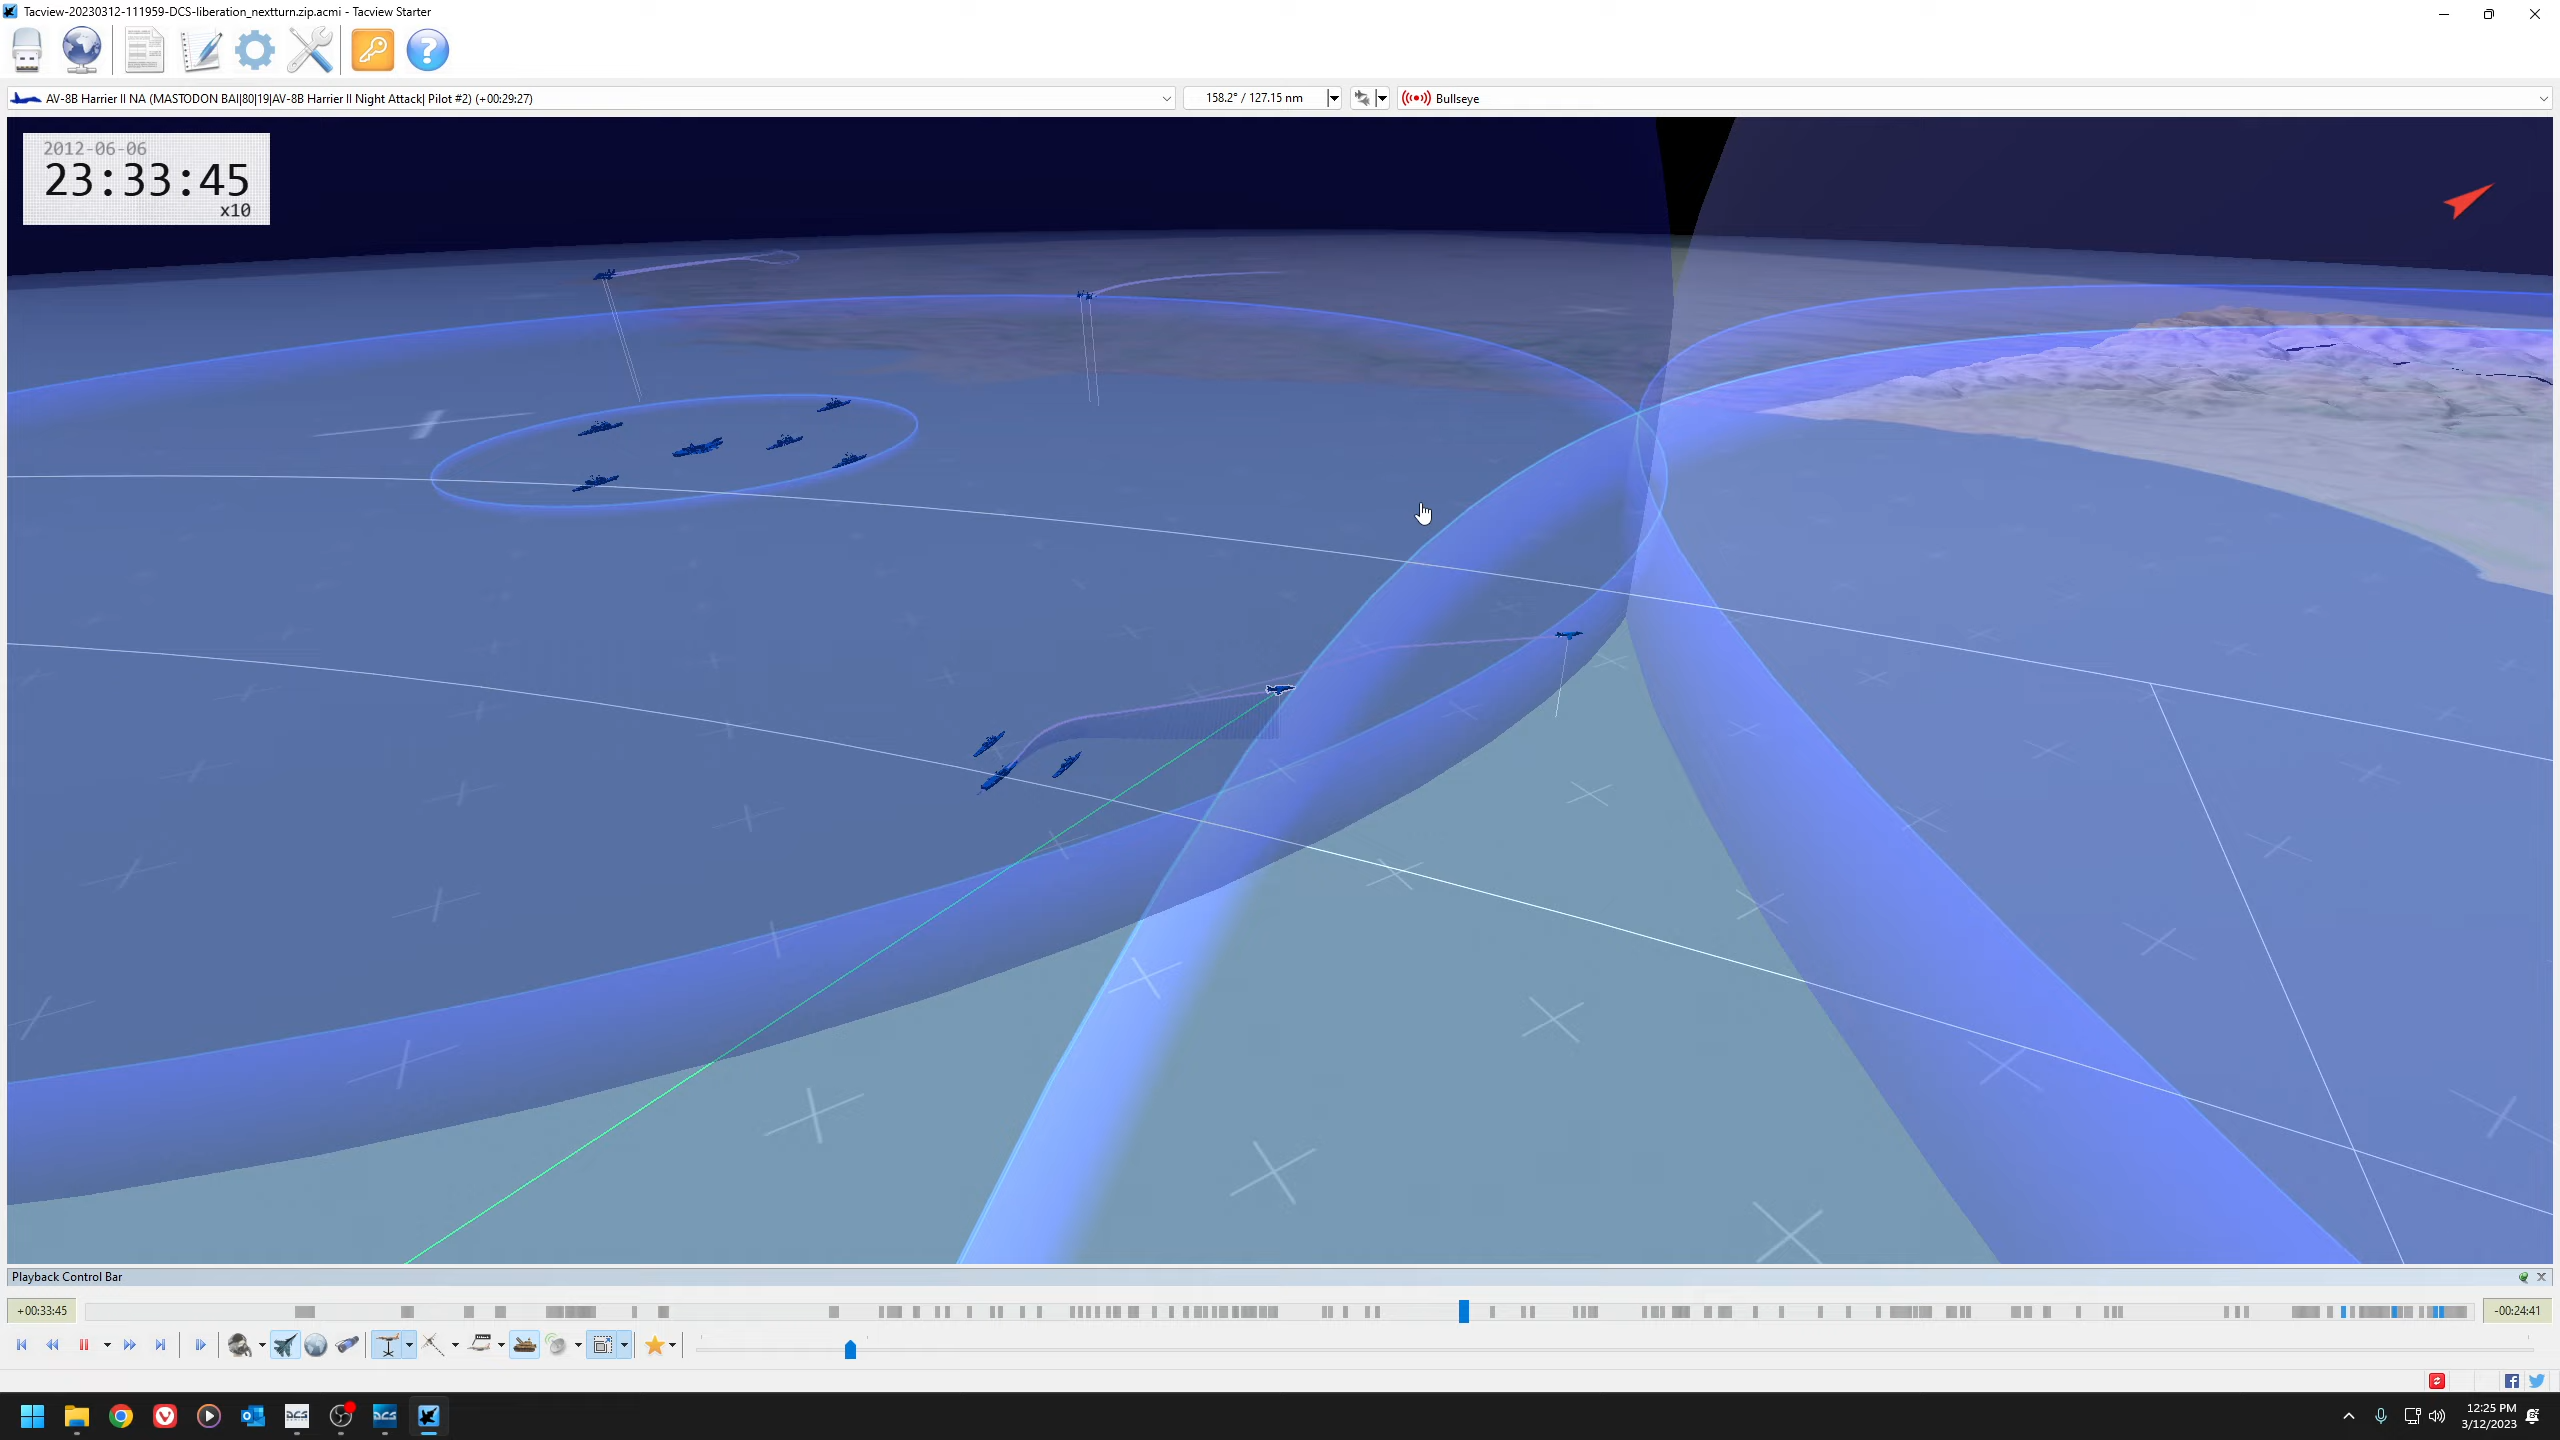 Tacview-20230312-111959-DCS-liberation_nextturn.zip.acmi - Tacview Starter
AV-8B Harrier II NA (MASTODON BAI|80|19|AV-8B Harrier II Night Attack| Pilot #2) (+00:29:27)
158.2° / 127.15 nm
Bullseye
2012-06-06
23:33:45
x10
Playback Control Bar
+00:33:45
-00:24:41
DCS
DCS
12:25 PM
3/12/2023